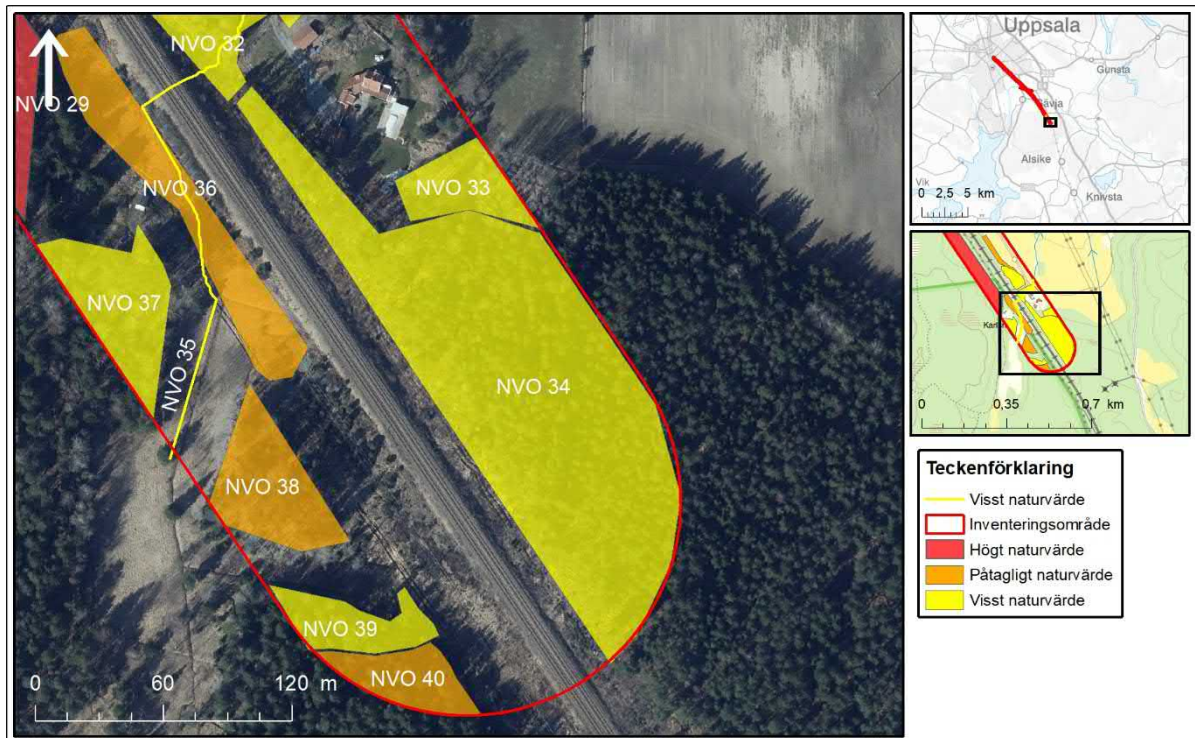 NVO 32
NVO 29
NVO 36
NVO 33
NVO 37
NVO 35
NVO 34
NVO 38
NVO 39
NVO 40
0 60 120 m
Uppsala
Gunsta
Sävja
Alsike
Vik
Knivsta
0 2,5 5 km
0 0,35 0,7 km
Teckenförklaring
Visst naturvärde
Inventeringsområde
Högt naturvärde
Påtagligt naturvärde
Visst naturvärde